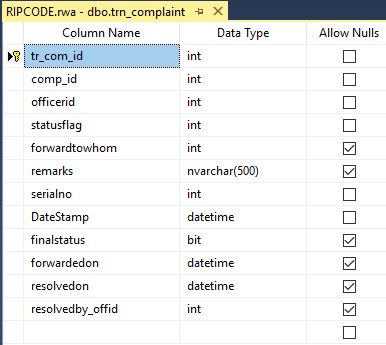 RIPCODE.rwa - dbo.trn_complaint
Column Name Data Type Allow Nulls
tr_com_id int
comp_id int
officerid int
statusflag int
forwardtowhom int
remarks nvarchar(500)
serialno int
DateStamp datetime
finalstatus bit
forwardedon datetime
resolvedon datetime
resolvedby_offid int